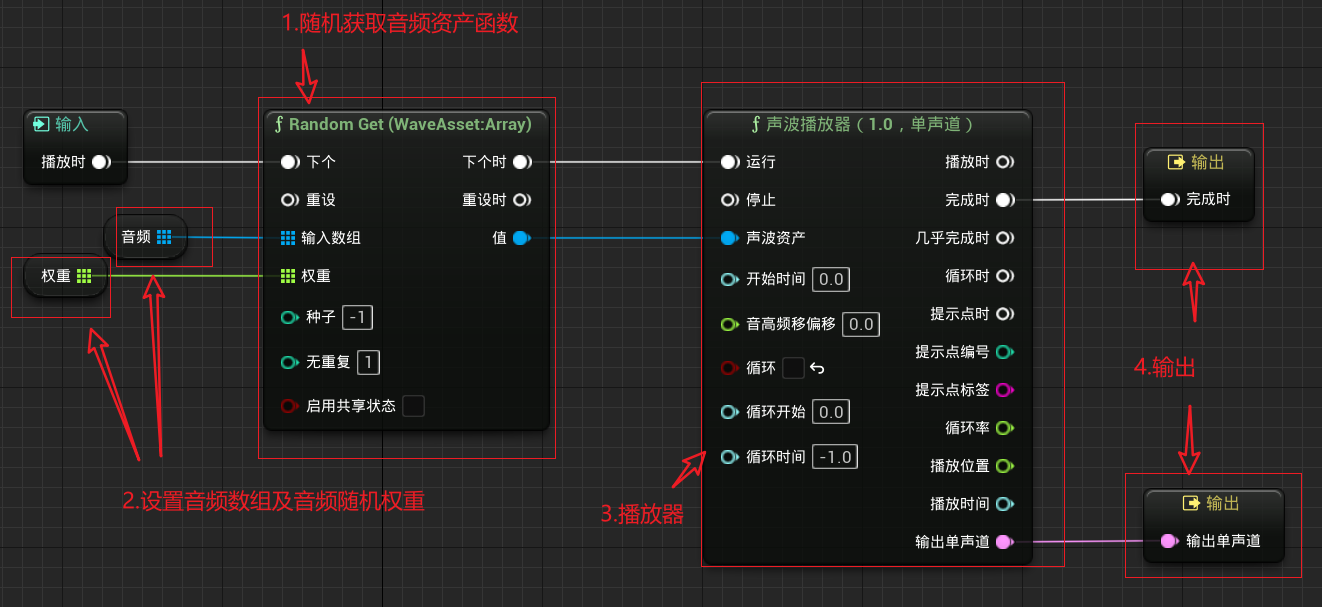 1.随机获取音频资产函数
输入
播放时
音频
权重
Random Get (WaveAsset:Array)
下个
下个时
重设
重设时
输入数组
值
权重
种子 -1
无重复 1
启用共享状态
2.设置音频数组及音频随机权重
声波播放器（1.0，单声道）
运行
播放时
停止
完成时
声波资产
几乎完成时
开始时间 0.0
循环时
音高频移偏移 0.0
提示点时
提示点编号
循环
提示点标签
循环开始 0.0
循环率
循环时间 -1.0
播放位置
播放时间
输出单声道
3.播放器
输出
完成时
4.输出
输出
输出单声道